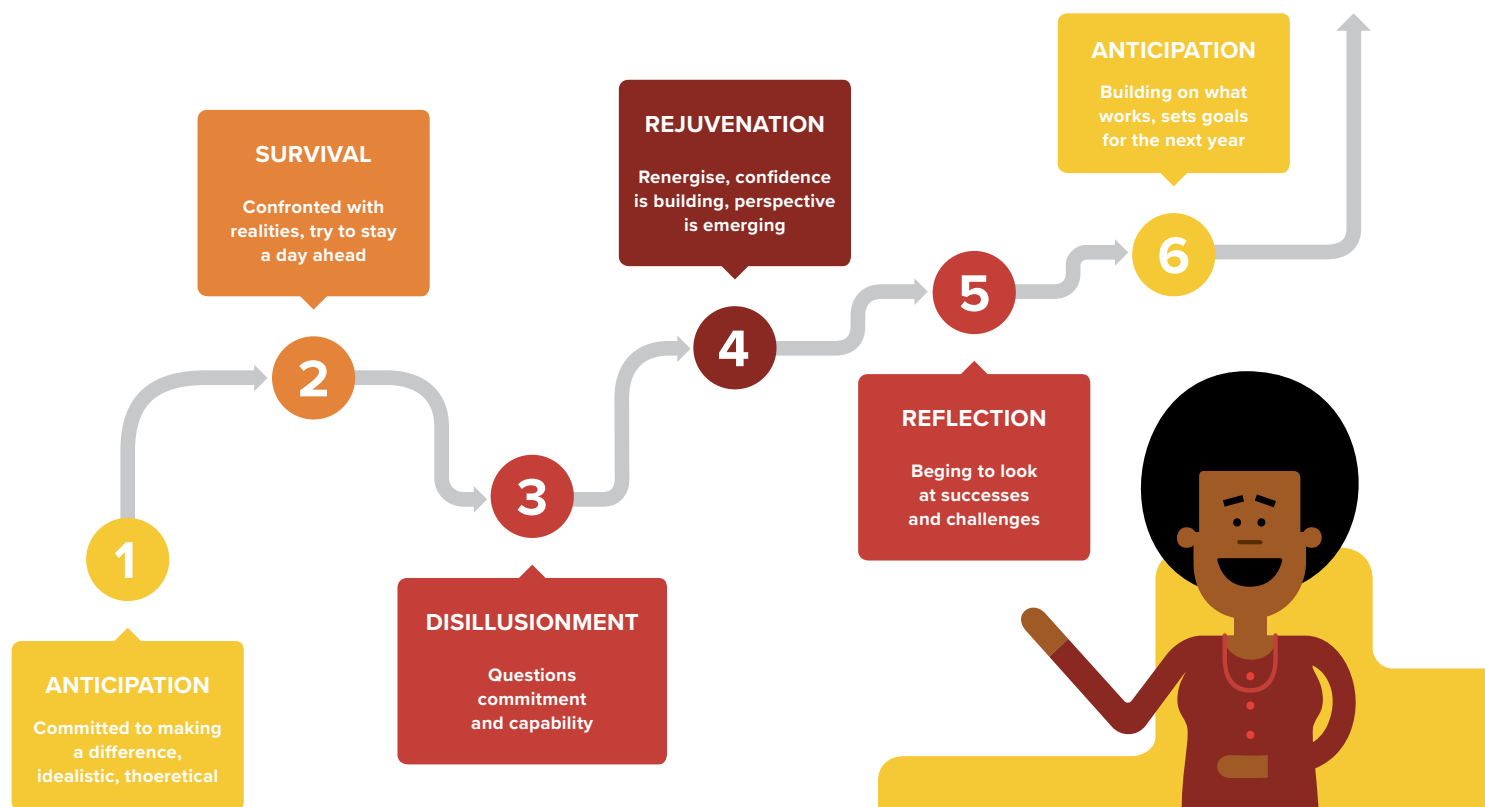 1
ANTICIPATION
Committed to making
a difference,
idealistic, thoeretical
SURVIVAL
Confronted with
realities, try to stay
a day ahead
2
3
DISILLUSIONMENT
Questions
commitment
and capability
REJUVENATION
Renergise, confidence
is building, perspective
is emerging
4
5
REFLECTION
Beging to look
at successes
and challenges
ANTICIPATION
Building on what
works, sets goals
for the next year
6